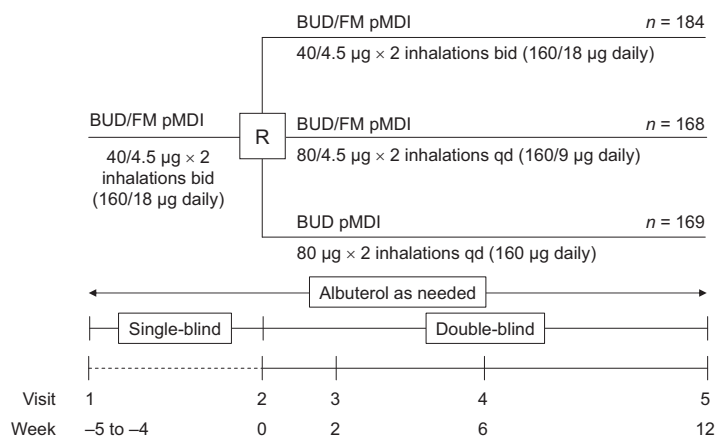 BUD/FM pMDI n = 184
40/4.5 µg × 2 inhalations bid (160/18 µg daily)
BUD/FM pMDI
40/4.5 µg × 2
inhalations bid
(160/18 µg daily)
R
BUD/FM pMDI n = 168
80/4.5 µg × 2 inhalations qd (160/9 µg daily)
BUD pMDI n = 169
80 µg × 2 inhalations qd (160 µg daily)
Albuterol as needed
Single-blind Double-blind
Visit 1 2 3 4 5
Week –5 to –4 0 2 6 12